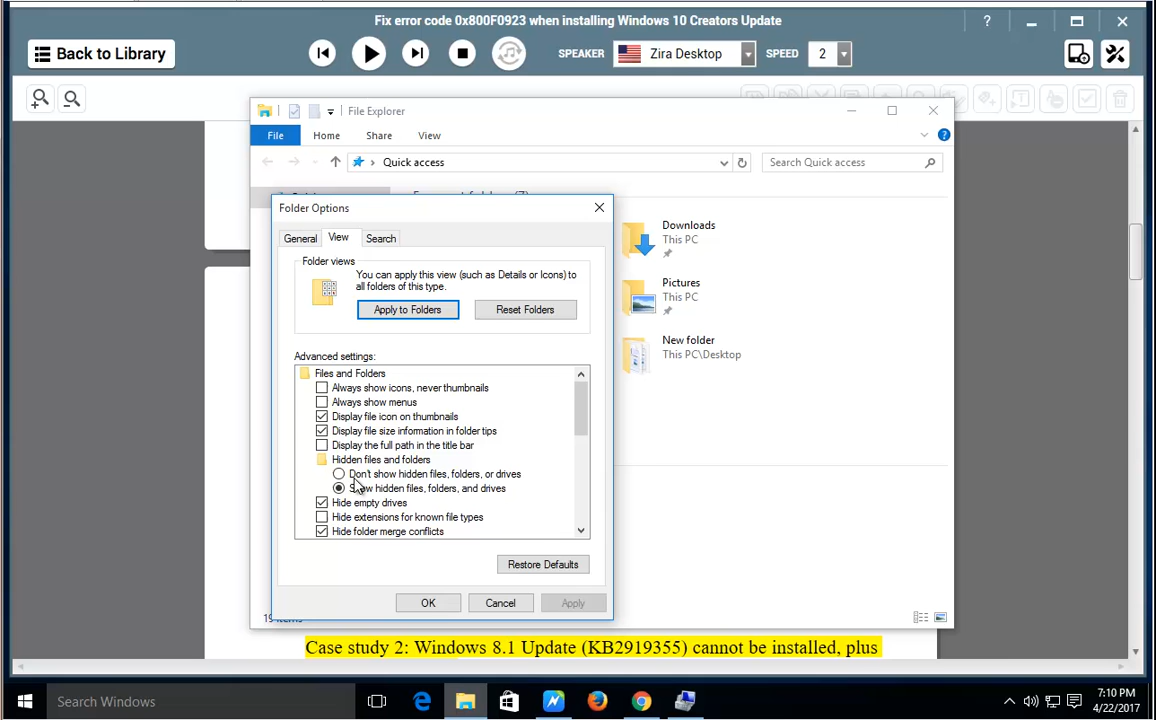 Fix error code 0x800F0923 when installing Windows 10 Creators Update
?
Back to Library
SPEAKER
Zira Desktop
SPEED
2
File Explorer
File
Home
Share
View
Quick access
Search Quick access
Folder Options
General
View
Search
Folder views
You can apply this view (such as Details or Icons) to
all folders of this type.
Apply to Folders
Reset Folders
Advanced settings:
Files and Folders
Always show icons, never thumbnails
Always show menus
Display file icon on thumbnails
Display file size information in folder tips
Display the full path in the title bar
Hidden files and folders
Don't show hidden files, folders, or drives
Show hidden files, folders, and drives
Hide empty drives
Hide extensions for known file types
Hide folder merge conflicts
Restore Defaults
OK
Cancel
Apply
Downloads
This PC
Pictures
This PC
New folder
This PC\Desktop
Case study 2: Windows 8.1 Update (KB2919355) cannot be installed, plus
Search Windows
7:10 PM
4/22/2017